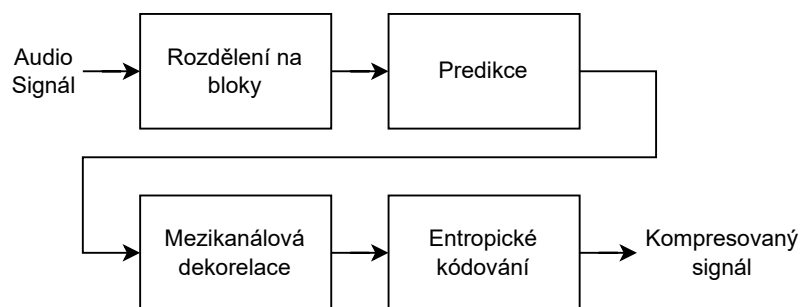 Audio
Signál
Rozdělení na
bloky
Predikce
Mezikanálová
dekorelace
Entropické
kódování
Kompresovaný
signál